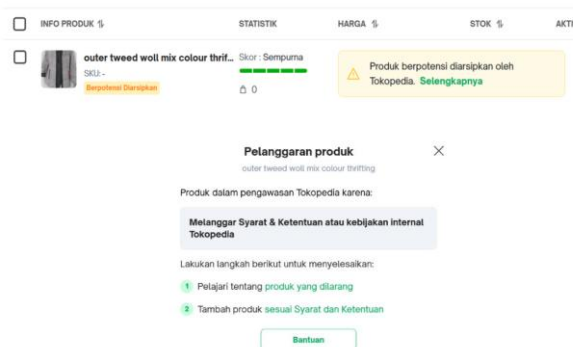 INFO PRODUK
STATISTIK
HARGA
STOK
AKTI
outer tweed woll mix colour thrif...
SKU: -
Berpotensi Diarsipkan
Skor : Sempurna
0
Produk berpotensi diarsipkan oleh
Tokopedia. Selengkapnya
Pelanggaran produk
outer tweed woll mix colour thrifting
Produk dalam pengawasan Tokopedia karena:
Melanggar Syarat & Ketentuan atau kebijakan internal
Tokopedia
Lakukan langkah berikut untuk menyelesaikan:
1 Pelajari tentang produk yang dilarang
2 Tambah produk sesuai Syarat dan Ketentuan
Bantuan